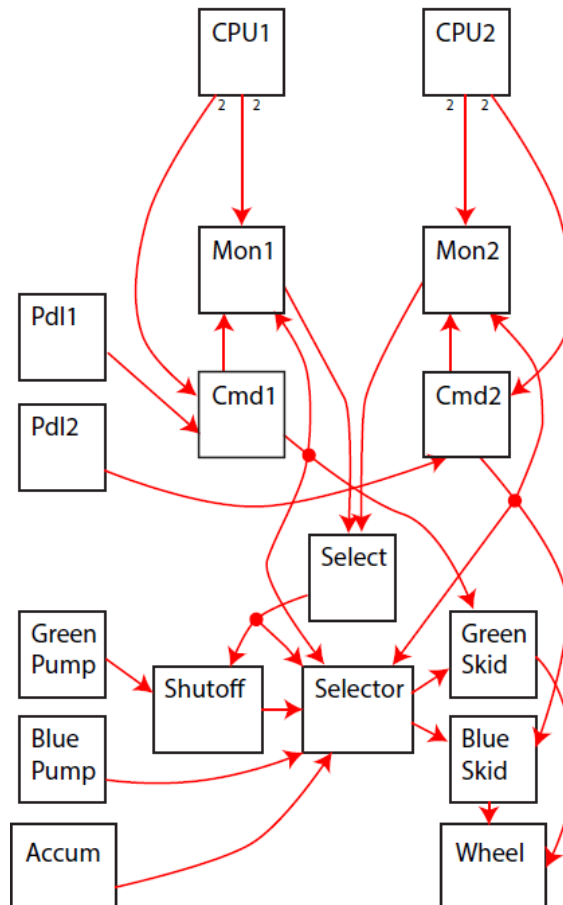 CPU1
CPU2
2
2
2
2
Mon1
Mon2
Pdl1
Cmd1
Cmd2
Pdl2
Select
Green
Pump
Shutoff
Selector
Green
Skid
Blue
Pump
Blue
Skid
Accum
Wheel